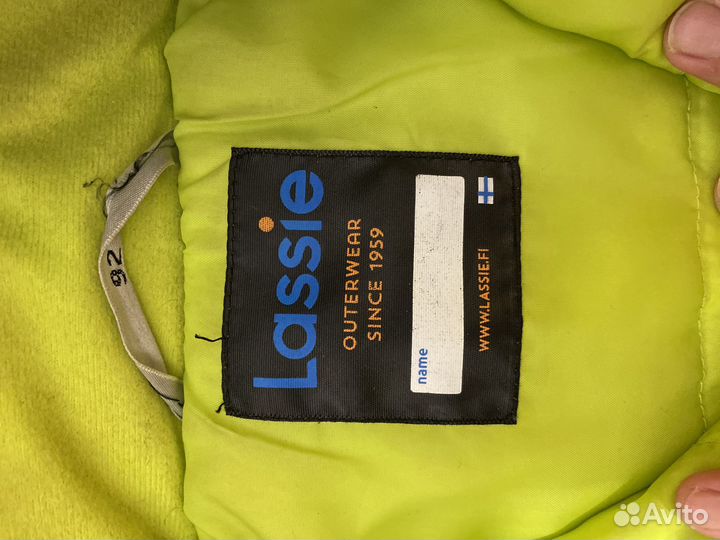 Lassie
OUTERWEAR
SINCE 1959
name
WWW.LASSIE.FI
92
Avito